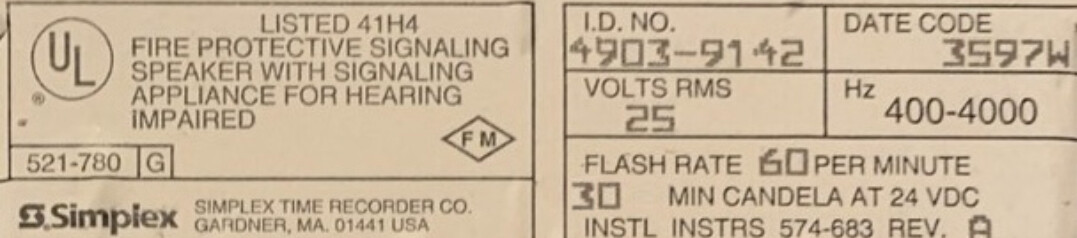 UL
®
LISTED 41H4
FIRE PROTECTIVE SIGNALING
SPEAKER WITH SIGNALING
APPLIANCE FOR HEARING
IMPAIRED
FM
521-780 G
Simplex
SIMPLEX TIME RECORDER CO.
GARDNER, MA. 01441 USA
I.D. NO.
4903-9142
DATE CODE
3597W
VOLTS RMS
25
Hz 400-4000
FLASH RATE 60 PER MINUTE
30 MIN CANDELA AT 24 VDC
INSTL INSTRS 574-683 REV. A